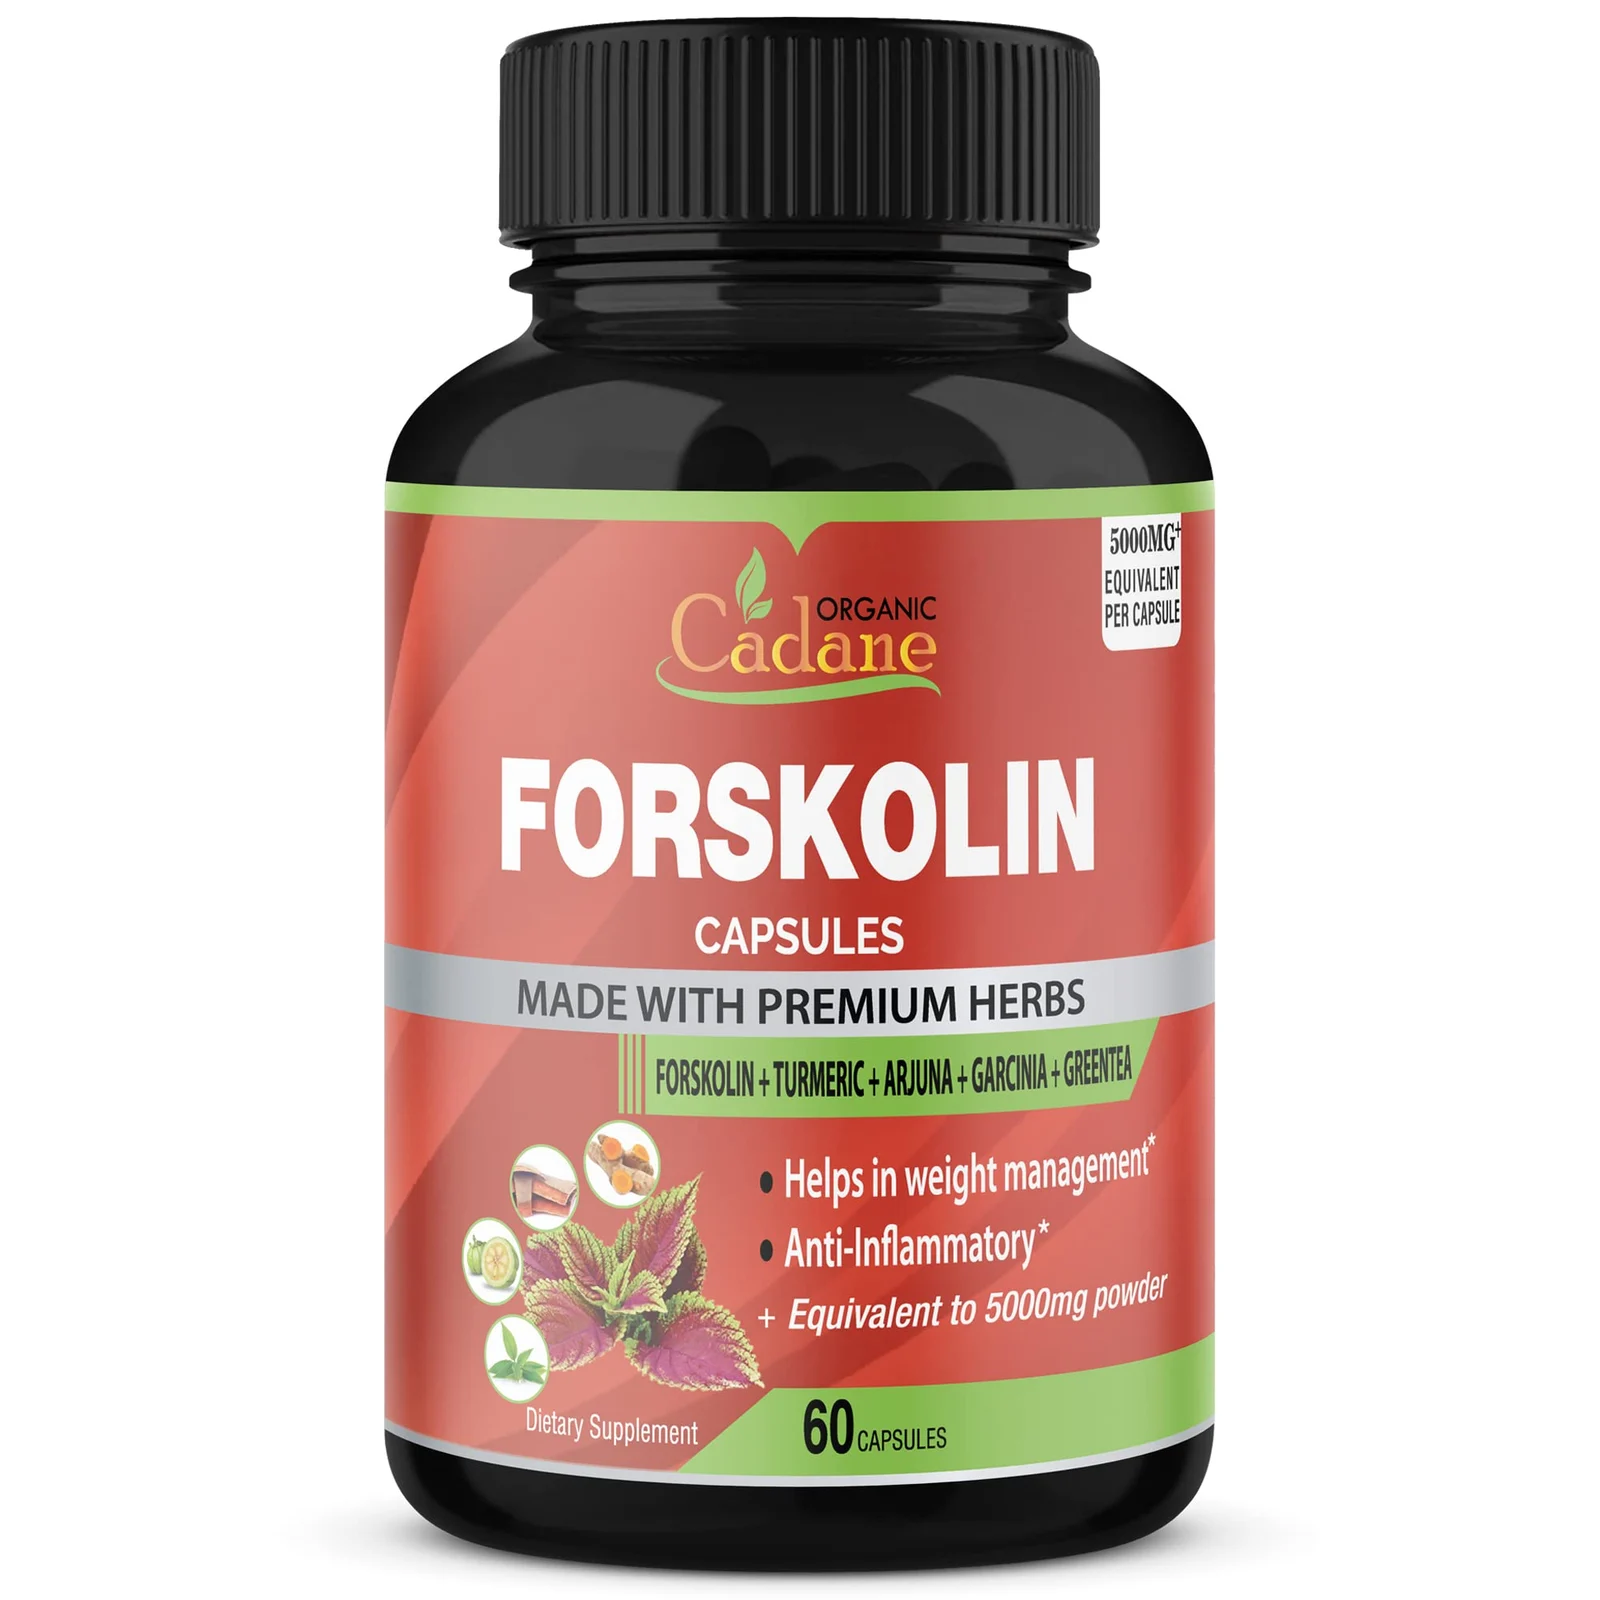 5000MG+
EQUIVALENT
PER CAPSULE
ORGANIC
Cadane
FORSKOLIN
CAPSULES
MADE WITH PREMIUM HERBS
FORSKOLIN + TURMERIC + ARJUNA + GARCINIA + GREENTEA
• Helps in weight management*
• Anti-Inflammatory*
+ Equivalent to 5000mg powder
Dietary Supplement
60 CAPSULES